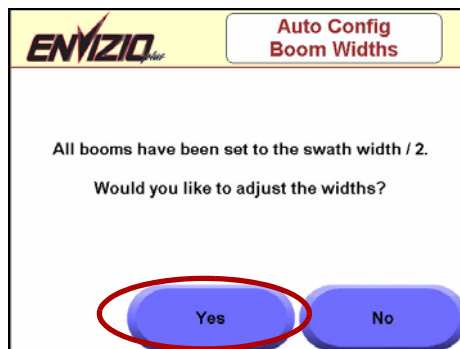 ENVIZIO plus
Auto Config
Boom Widths
All booms have been set to the swath width / 2.
Would you like to adjust the widths?
Yes
No